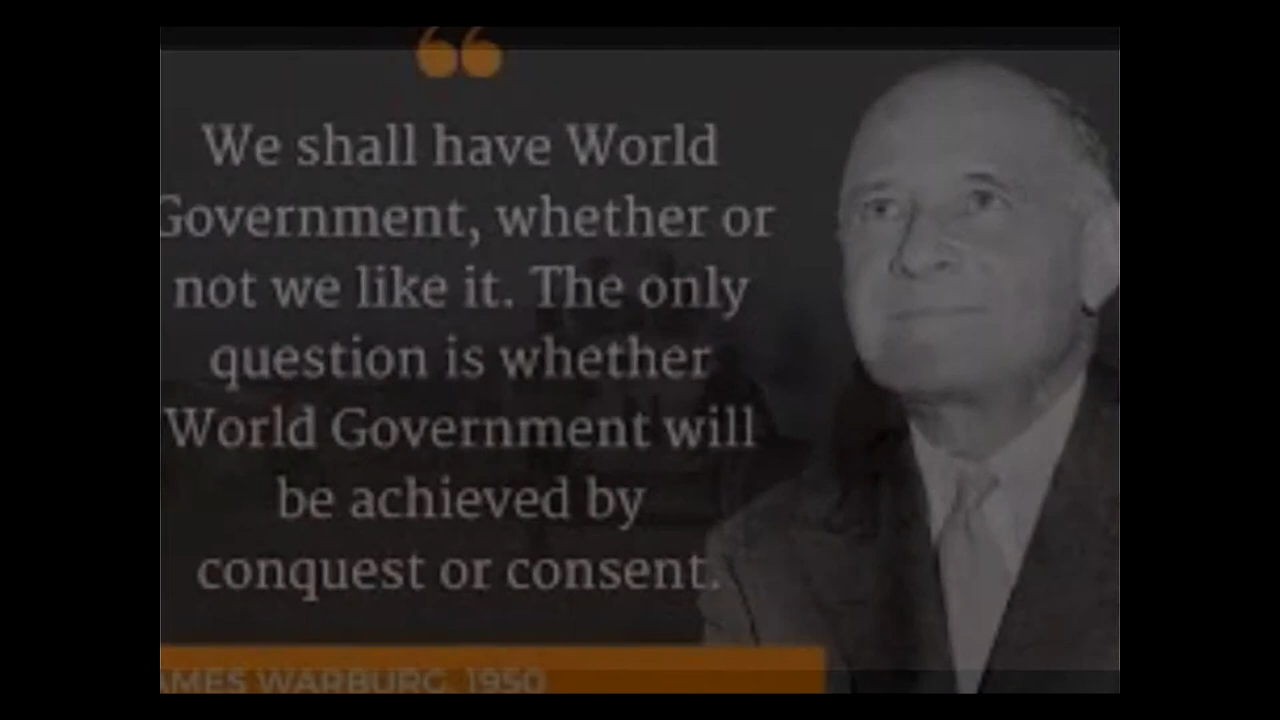 “
We shall have World
Government, whether or
not we like it. The only
question is whether
World Government will
be achieved by
conquest or consent.
AMES WARBURG, 1950